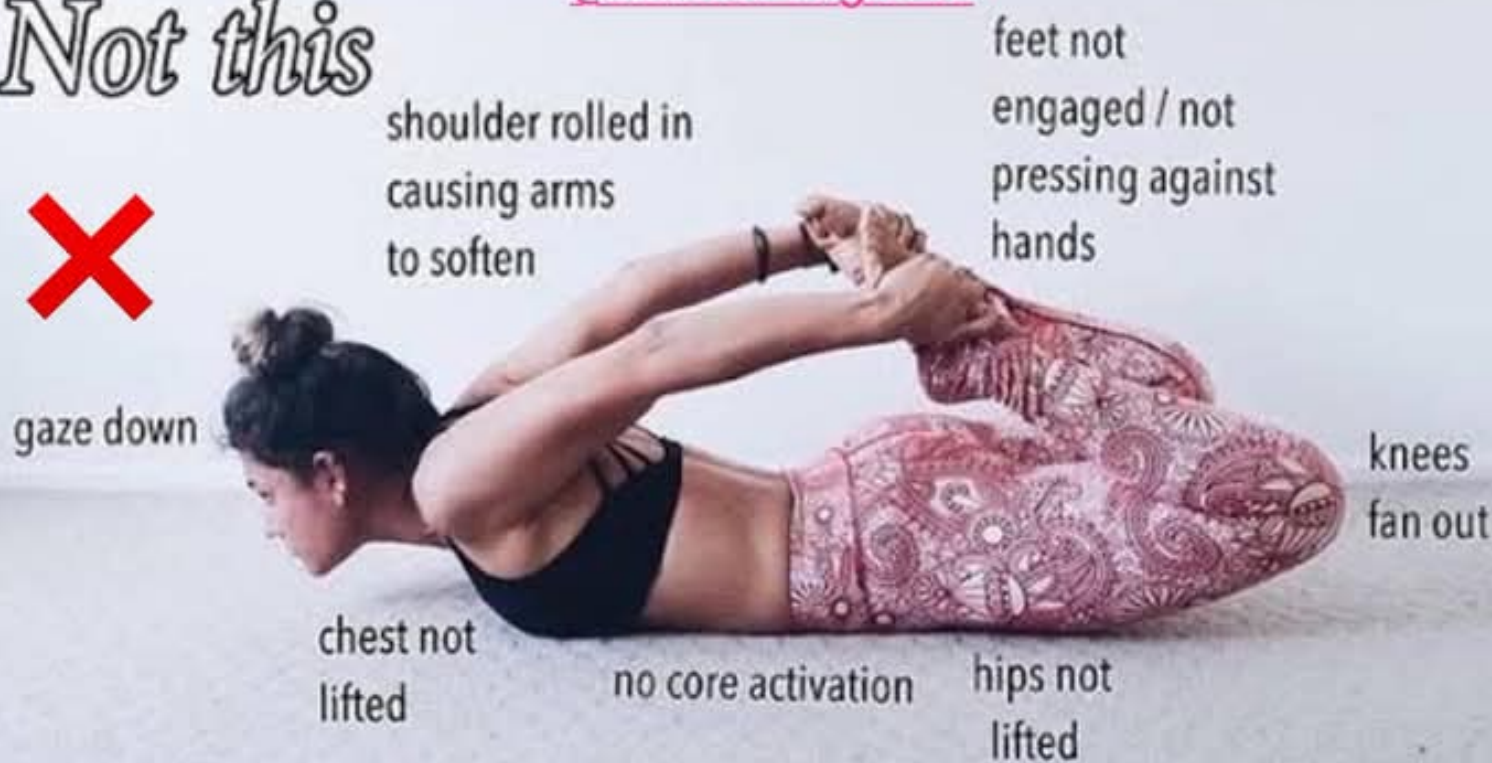 Not this
shoulder rolled in
causing arms
to soften
feet not
engaged / not
pressing against
hands
gaze down
knees
fan out
chest not
lifted
no core activation
hips not
lifted